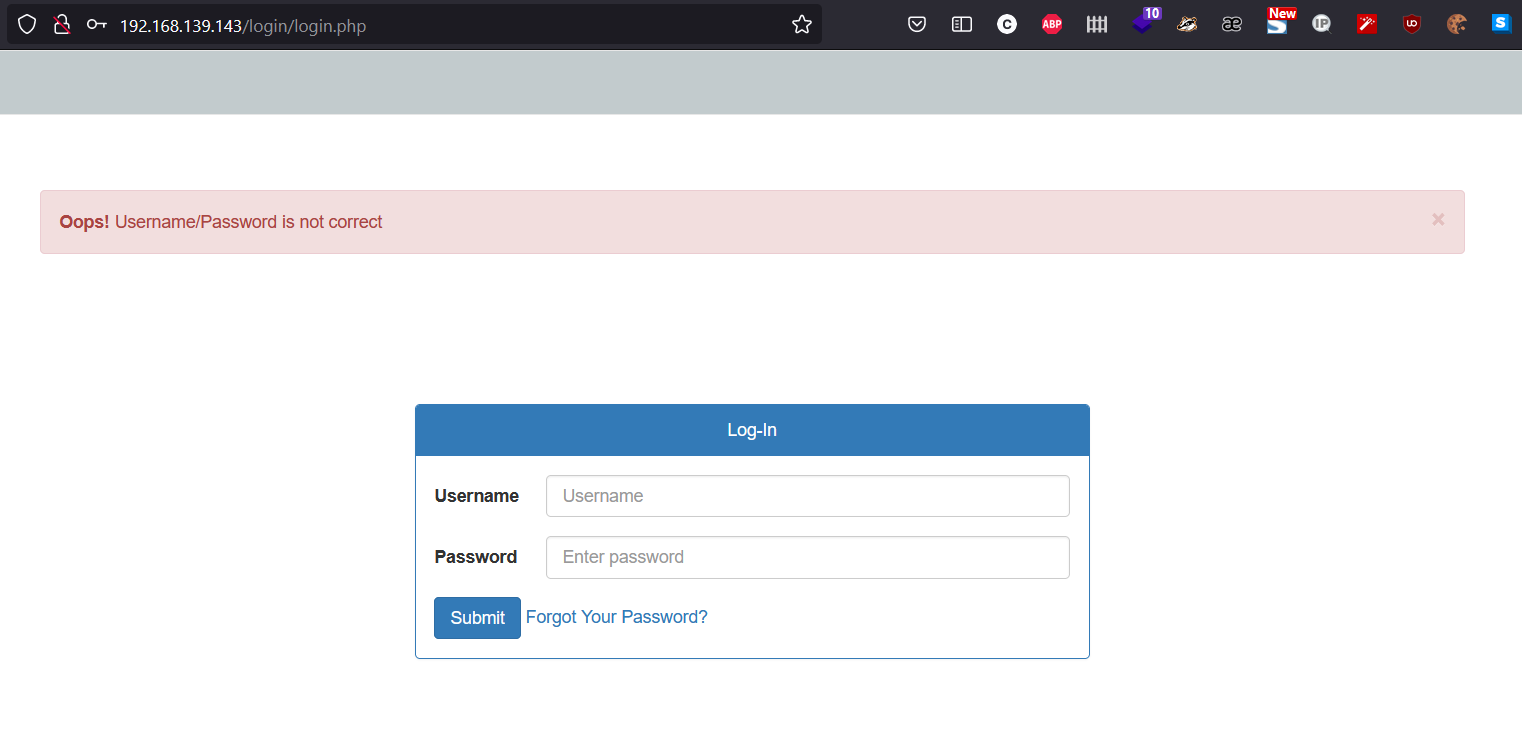 192.168.139.143/login/login.php
C
ABP
10
æ
New
S
IP
S
Oops! Username/Password is not correct
×
Log-In
Username
Username
Password
Enter password
Submit Forgot Your Password?